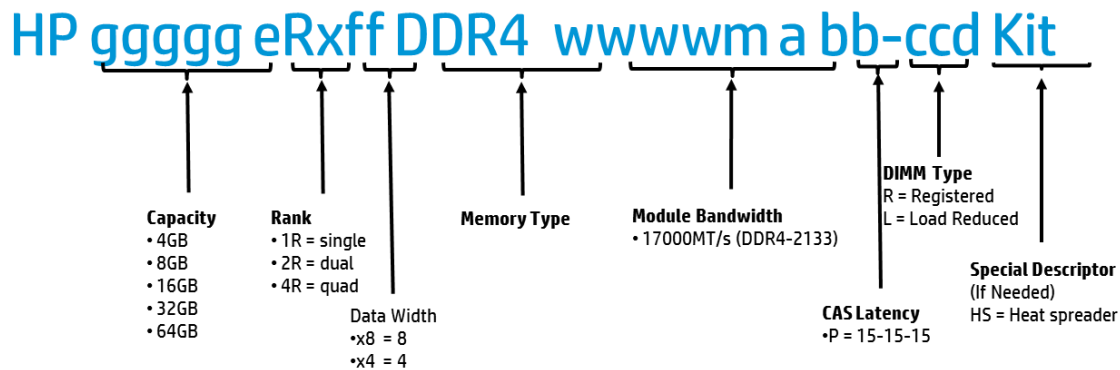 HP ggggg eRxff DDR4 wwwwm a bb-ccd Kit
Capacity
• 4GB
• 8GB
• 16GB
• 32GB
• 64GB
Rank
• 1R = single
• 2R = dual
• 4R = quad
Data Width
•x8 = 8
•x4 = 4
Memory Type
Module Bandwidth
• 17000MT/s (DDR4-2133)
CAS Latency
•P = 15-15-15
DIMM Type
R = Registered
L = Load Reduced
Special Descriptor
(If Needed)
HS = Heat spreader